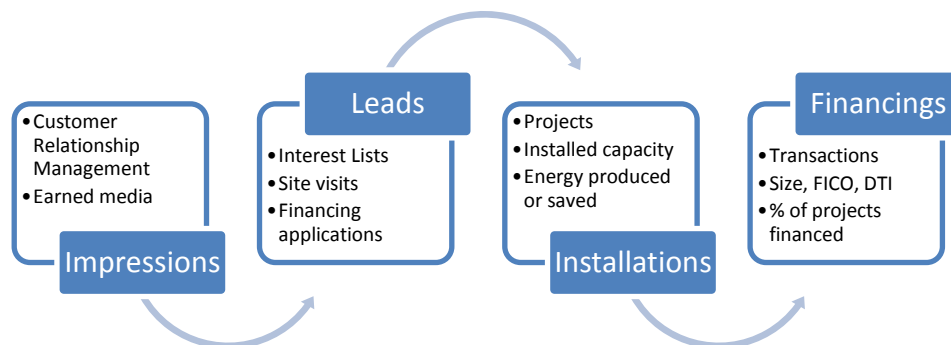 • Customer
Relationship
Management
• Earned media
Impressions
Leads
• Interest Lists
• Site visits
• Financing
applications
• Projects
• Installed capacity
• Energy produced
or saved
Installations
Financings
• Transactions
• Size, FICO, DTI
• % of projects
financed